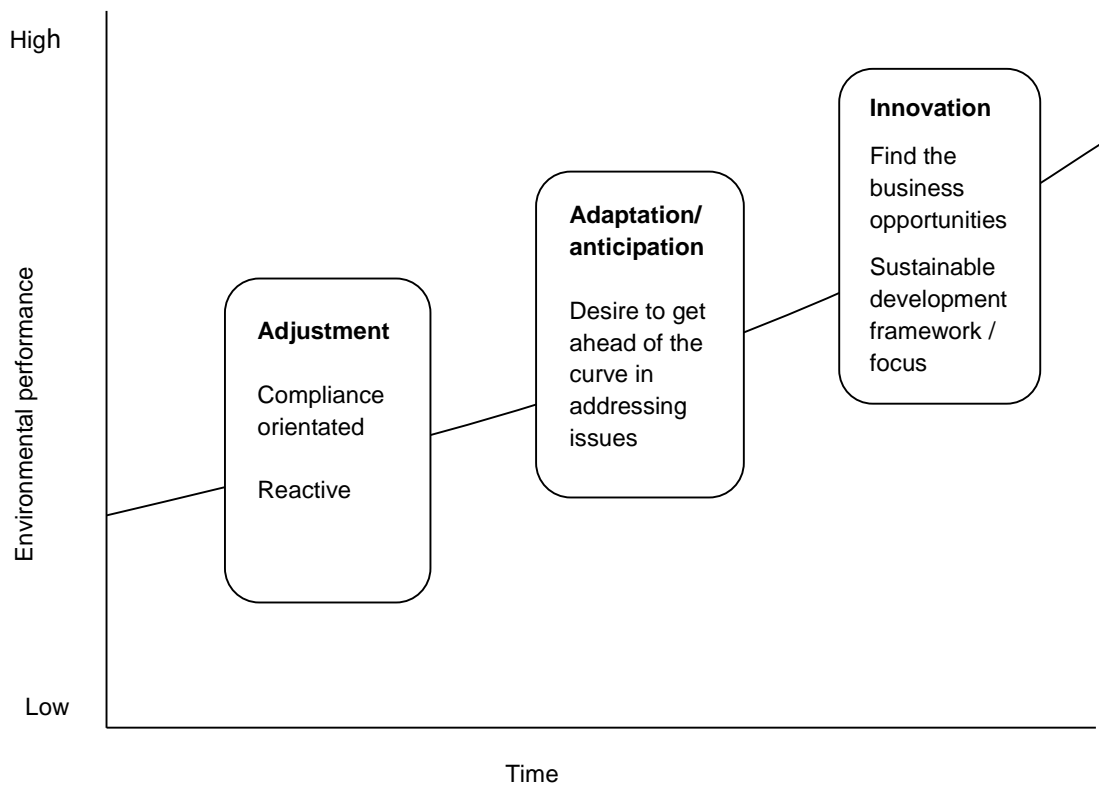 High
Environmental performance
Low
Adjustment
Compliance
orientated
Reactive
Adaptation/
anticipation
Desire to get
ahead of the
curve in
addressing
issues
Innovation
Find the
business
opportunities
Sustainable
development
framework /
focus
Time